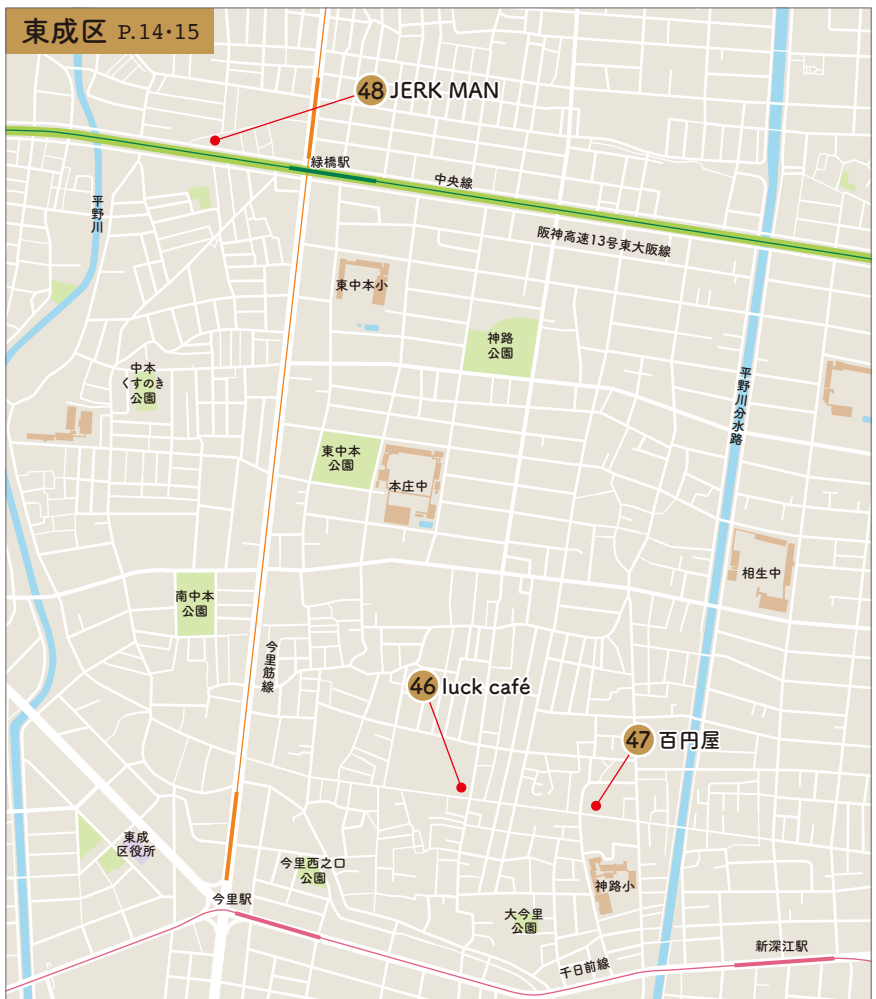 東成区 P.14・15
48 JERK MAN
緑橋駅
中央線
平野川
阪神高速13号東大阪線
東中本小
神路
公園
中本
くすのき
公園
平野川分水路
東中本
公園
本庄中
相生中
南中本
公園
今里筋線
46 luck café
47 百円屋
東成
区役所
今里西之口
公園
神路小
今里駅
大今里
公園
新深江駅
千日前線